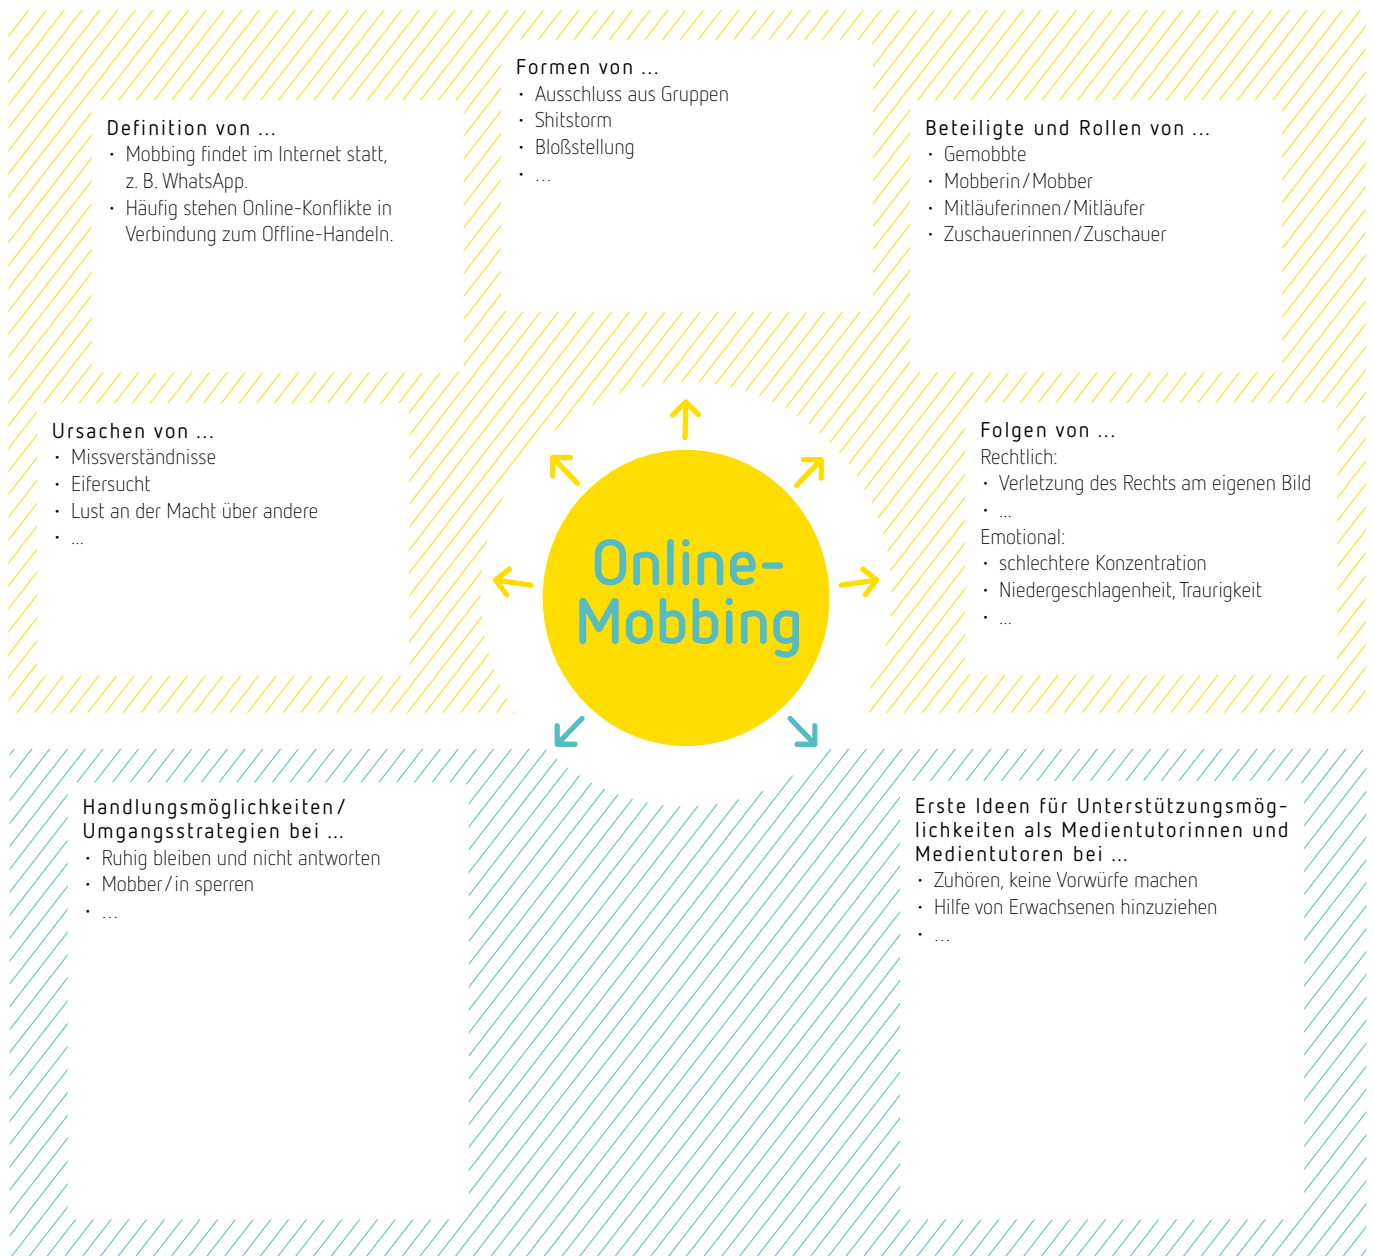 Formen von ...
· Ausschluss aus Gruppen
· Shitstorm
· Bloßstellung
· ...
Definition von ...
· Mobbing findet im Internet statt,
z. B. WhatsApp.
· Häufig stehen Online-Konflikte in
Verbindung zum Offline-Handeln.
Beteiligte und Rollen von ...
· Gemobbte
· Mobberin/Mobber
· Mitläuferinnen/Mitläufer
· Zuschauerinnen/Zuschauer
Ursachen von ...
· Missverständnisse
· Eifersucht
· Lust an der Macht über andere
· ...
Online-
Mobbing
Folgen von ...
Rechtlich:
· Verletzung des Rechts am eigenen Bild
· ...
Emotional:
· schlechtere Konzentration
· Niedergeschlagenheit, Traurigkeit
· ...
Handlungsmöglichkeiten/
Umgangsstrategien bei ...
· Ruhig bleiben und nicht antworten
· Mobber/in sperren
· ...
Erste Ideen für Unterstützungsmög-
lichkeiten als Medientutorinnen und
Medientutoren bei ...
· Zuhören, keine Vorwürfe machen
· Hilfe von Erwachsenen hinzuziehen
· ...